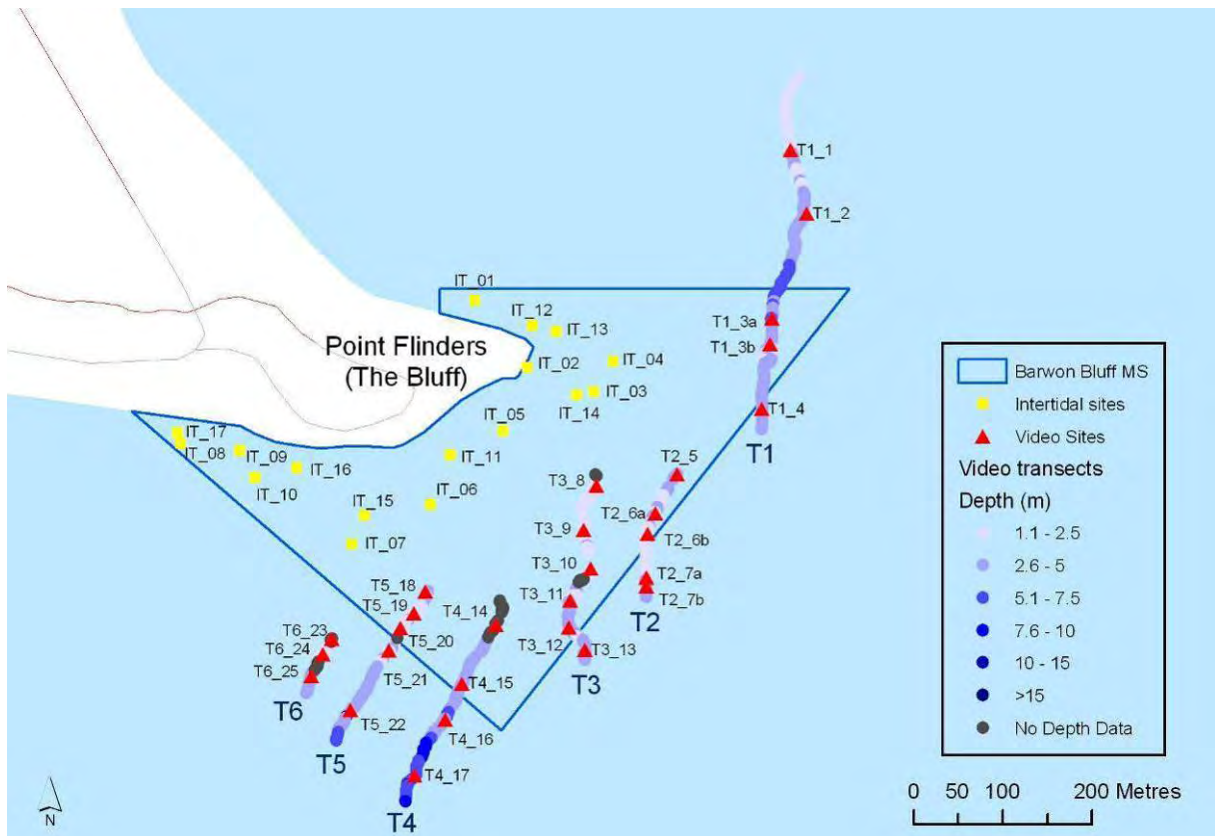 T1_1
T1_2
IT_01
IT_12
IT_13
T1_3a
Point Flinders
(The Bluff)
T1_3b
IT_02
IT_04
IT_03
IT_14
T1_4
IT_05
T1
IT_17
IT_08
IT_09
IT_16
IT_11
IT_10
T2_5
T3_8
IT_06
IT_15
T2_6a
T3_9
T2_6b
IT_07
T3_10
T2_7a
T2_7b
T5_18
T5_19
T4_14
T3_11
T2
T6_23
T5_20
T3_12
T6_24
T3_13
T6_25
T5_21
T3
T4_15
T6
T5_22
T4_16
T5
T4_17
T4
Barwon Bluff MS
Intertidal sites
Video Sites
Video transects
Depth (m)
1.1 - 2.5
2.6 - 5
5.1 - 7.5
7.6 - 10
10 - 15
>15
No Depth Data
0 50 100 200 Metres
N